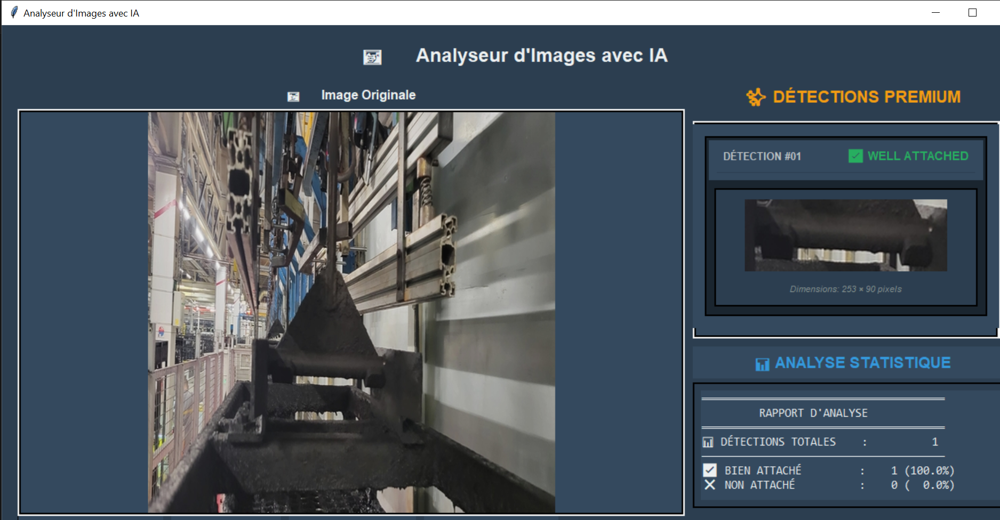 Analyseur d'Images avec IA
Analyseur d'Images avec IA
Image Originale
DÉTECTIONS PREMIUM
DÉTECTION #01
WELL ATTACHED
Dimensions: 253 × 90 pixels
ANALYSE STATISTIQUE
RAPPORT D'ANALYSE
DÉTECTIONS TOTALES : 1
BIEN ATTACHÉ : 1 (100.0%)
NON ATTACHÉ : 0 ( 0.0%)